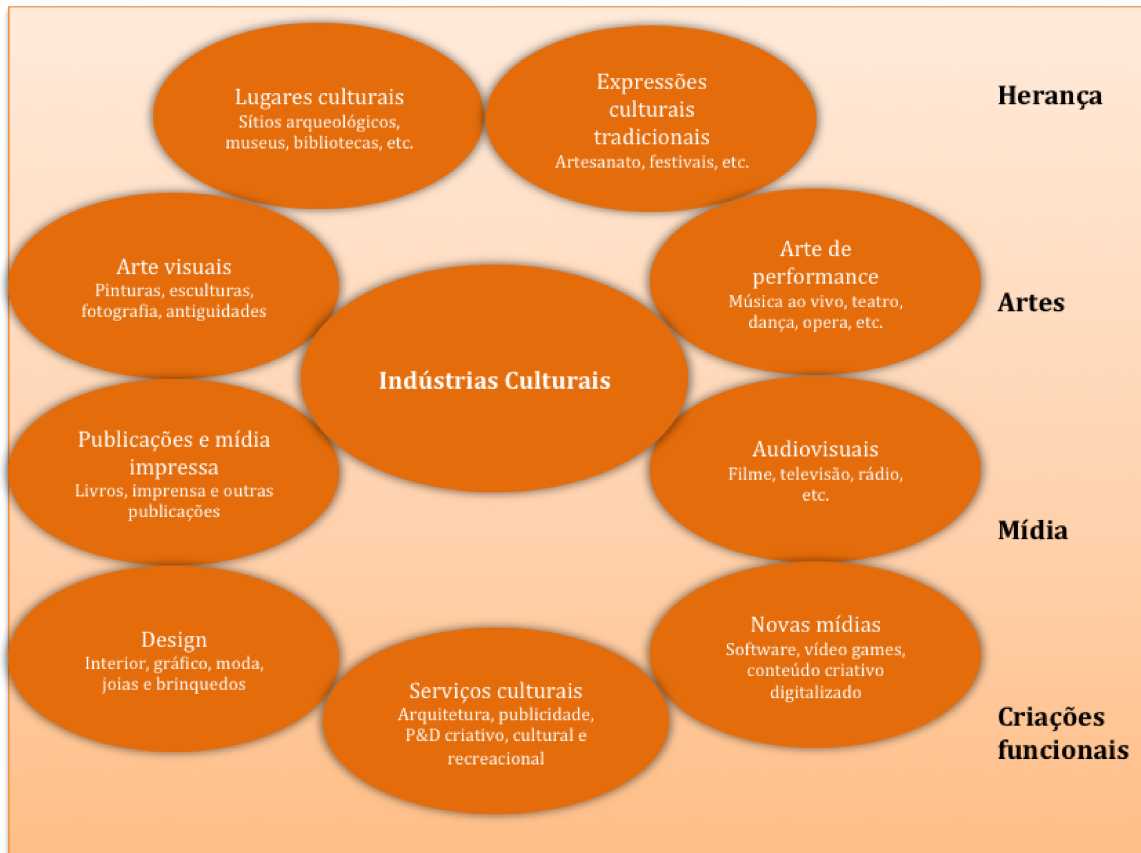 Lugares culturais
Sítios arqueológicos,
museus, bibliotecas, etc.
Expressões
culturais
tradicionais
Artesanato, festivais, etc.
Herança
Arte visuais
Pinturas, esculturas,
fotografia, antiguidades
Arte de
performance
Música ao vivo, teatro,
dança, opera, etc.
Artes
Indústrias Culturais
Publicações e mídia
impressa
Livros, imprensa e outras
publicações
Audiovisuais
Filme, televisão, rádio,
etc.
Mídia
Design
Interior, gráfico, moda,
joias e brinquedos
Serviços culturais
Arquitetura, publicidade,
P&D criativo, cultural e
recreacional
Novas mídias
Software, vídeo games,
conteúdo criativo
digitalizado
Criações
funcionais